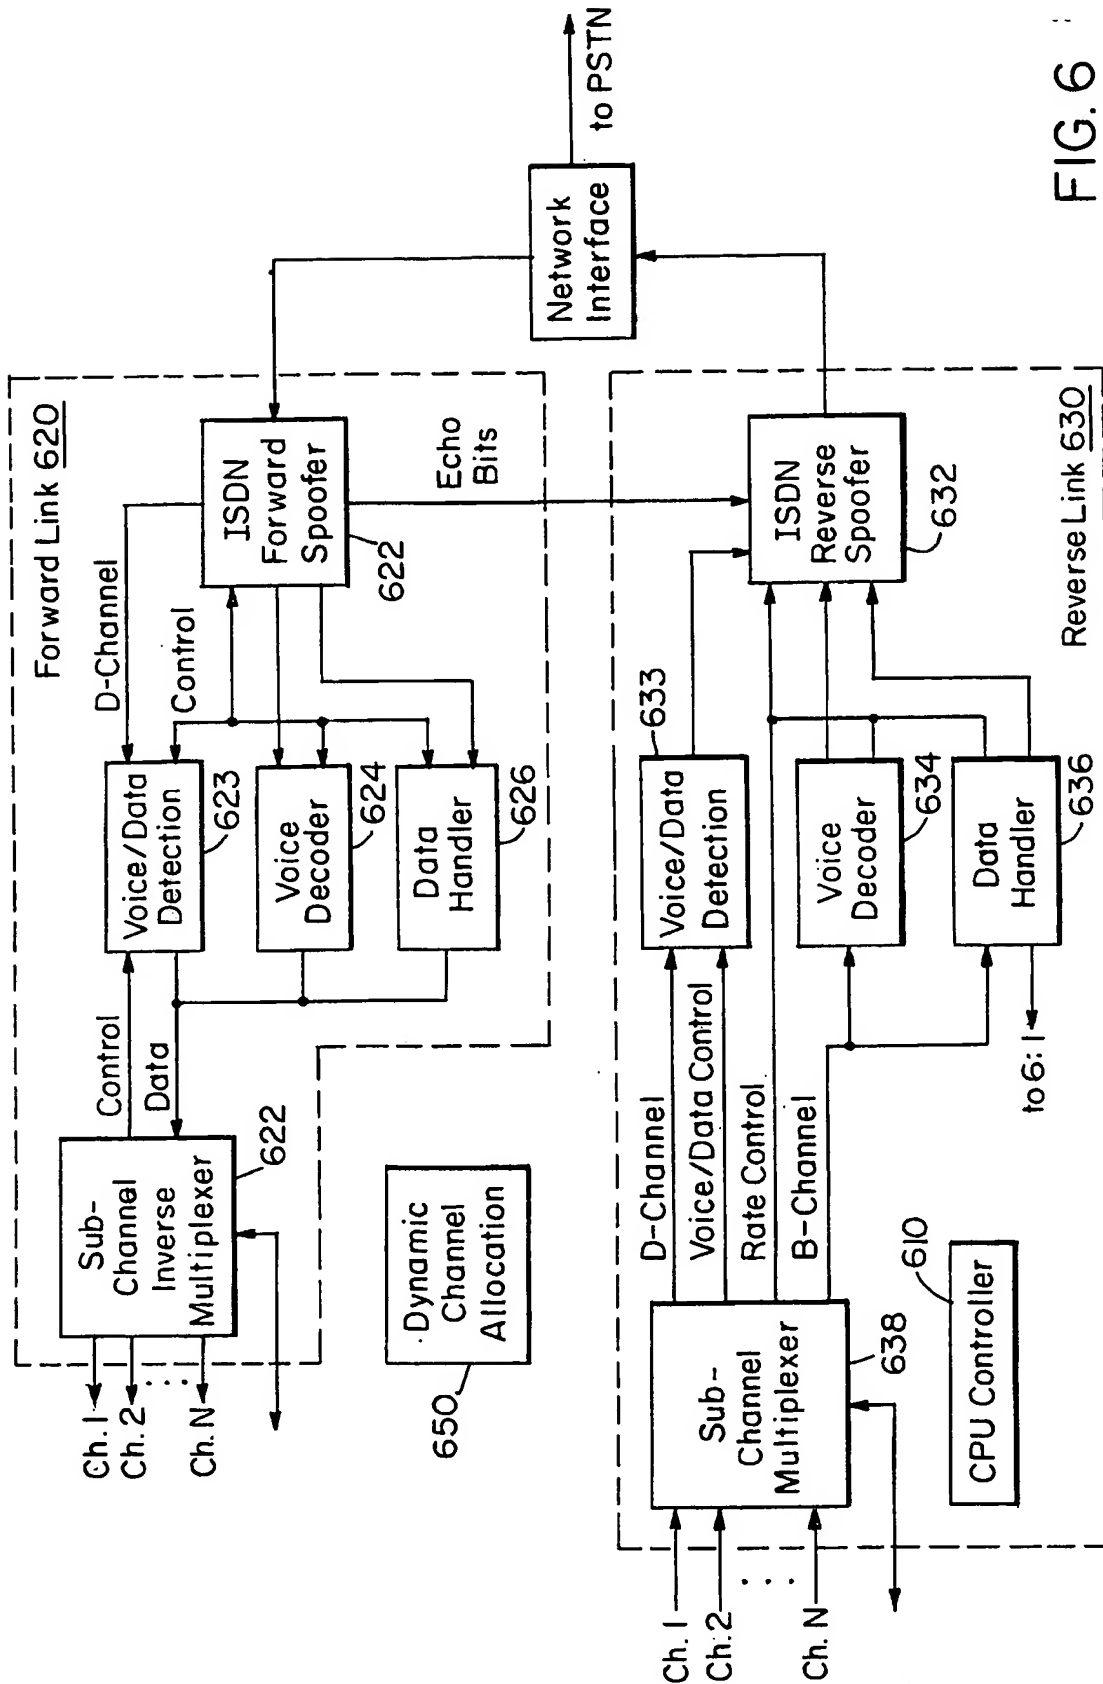 Forward Link 620
Sub-
Channel
Inverse
Multiplexer
622
Ch. 1
Ch. 2
...
Ch. N
Control
Data
Voice/Data
Detection
623
Voice
Decoder
624
Data
Handler
626
D-Channel
Control
ISDN
Forward
Spoofer
622
Echo
Bits
Network
Interface
to PSTN
Dynamic
Channel
Allocation
650
Reverse Link 630
Sub-
Channel
Multiplexer
638
Ch. 1
Ch. 2
...
Ch. N
D-Channel
Voice/Data Control
Rate Control
B-Channel
Voice/Data
Detection
633
Voice
Decoder
634
Data
Handler
636
to 6:1
ISDN
Reverse
Spoofer
632
CPU Controller
610
FIG. 6